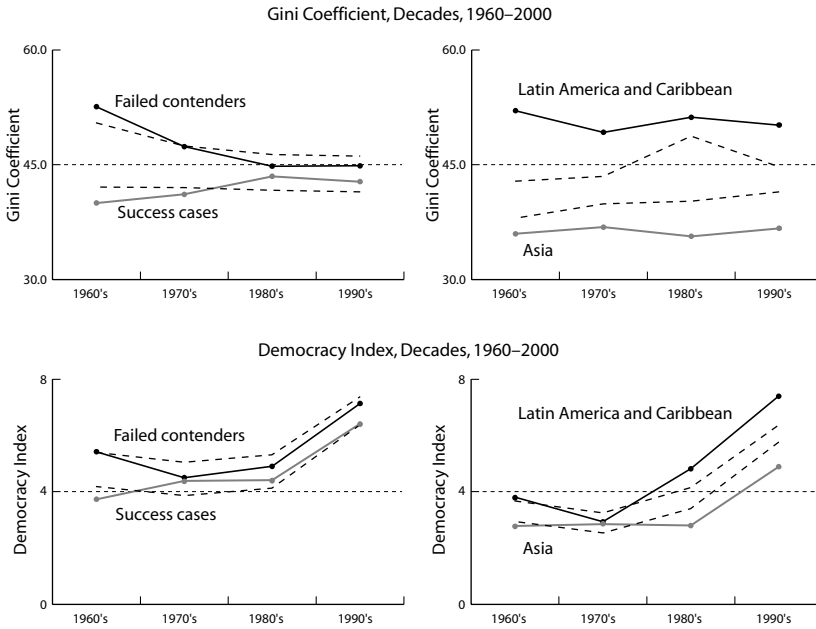 Gini Coefficient, Decades, 1960–2000
60.0
45.0
30.0
Gini Coefficient
Failed contenders
Success cases
1960's 1970's 1980's 1990's
60.0
45.0
30.0
Gini Coefficient
Latin America and Caribbean
Asia
1960's 1970's 1980's 1990's
Democracy Index, Decades, 1960–2000
8
4
0
Democracy Index
Failed contenders
Success cases
1960's 1970's 1980's 1990's
8
4
0
Democracy Index
Latin America and Caribbean
Asia
1960's 1970's 1980's 1990's